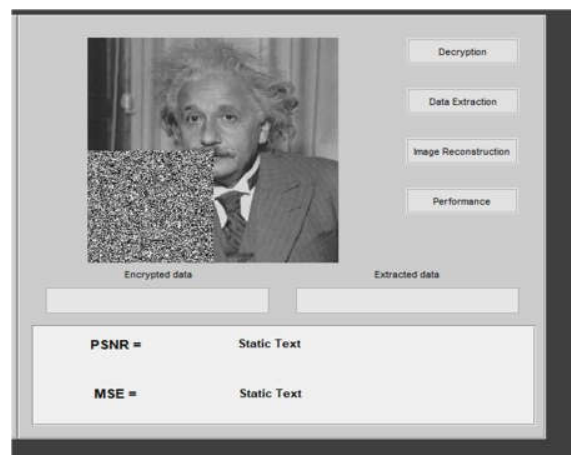 Decryption
Data Extraction
Image Reconstruction
Performance
Encrypted data
Extracted data
PSNR =
Static Text
MSE =
Static Text